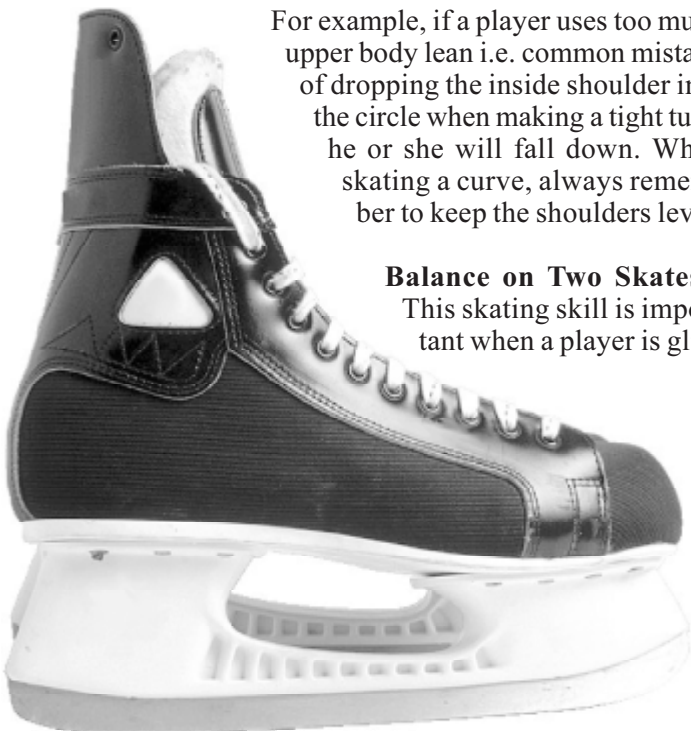 For example, if a player uses too mu
upper body lean i.e. common mista
of dropping the inside shoulder in
the circle when making a tight tu
he or she will fall down. Wh
skating a curve, always reme
ber to keep the shoulders lev
Balance on Two Skates
This skating skill is impo
tant when a player is gl